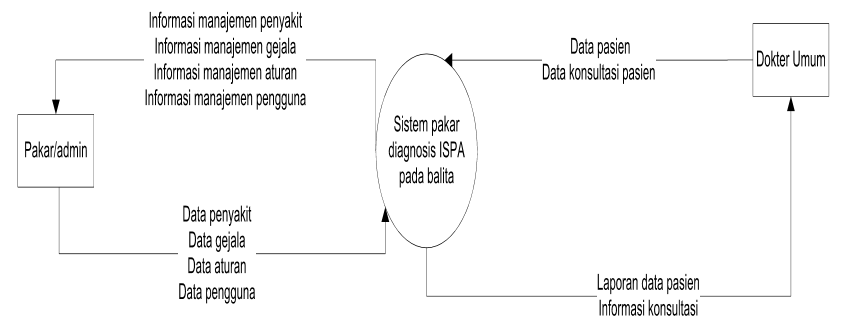 Informasi manajemen penyakit
Informasi manajemen gejala
Informasi manajemen aturan
Informasi manajemen pengguna
Data pasien
Data konsultasi pasien
Dokter Umum
Pakar/admin
Sistem pakar
diagnosis ISPA
pada balita
Data penyakit
Data gejala
Data aturan
Data pengguna
Laporan data pasien
Informasi konsultasi